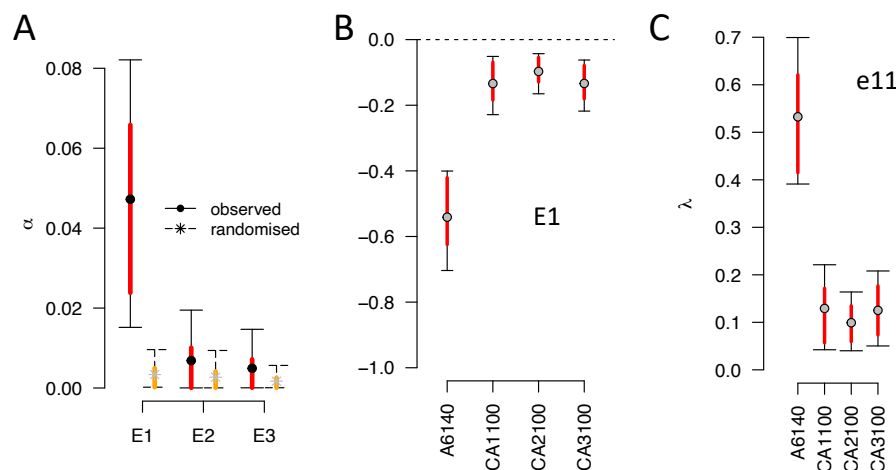 A
0.08
0.06
0.04
0.02
0.00
α
observed
randomised
E1
E2
E3
B
0.0
−0.2
−0.4
−0.6
−0.8
−1.0
E1
A6140
CA1100
CA2100
CA3100
C
0.7
0.6
0.5
0.4
0.3
0.2
0.1
0.0
λ
e11
A6140
CA1100
CA2100
CA3100